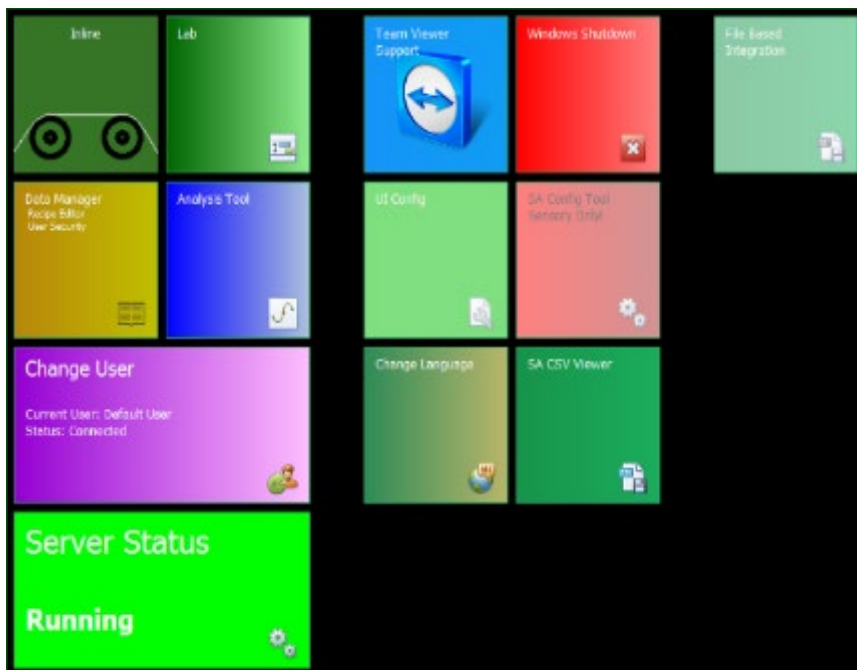 Inline
Lab
Team Viewer
Support
Windows Shutdown
File Based
Integration
Data Manager
Recipe Editor
User Security
Analysis Tool
UI Config
SA Config Tool
Sensory Only!
Change User
Current User: Default User
Status: Connected
Change Language
SA CSV Viewer
Server Status
Running